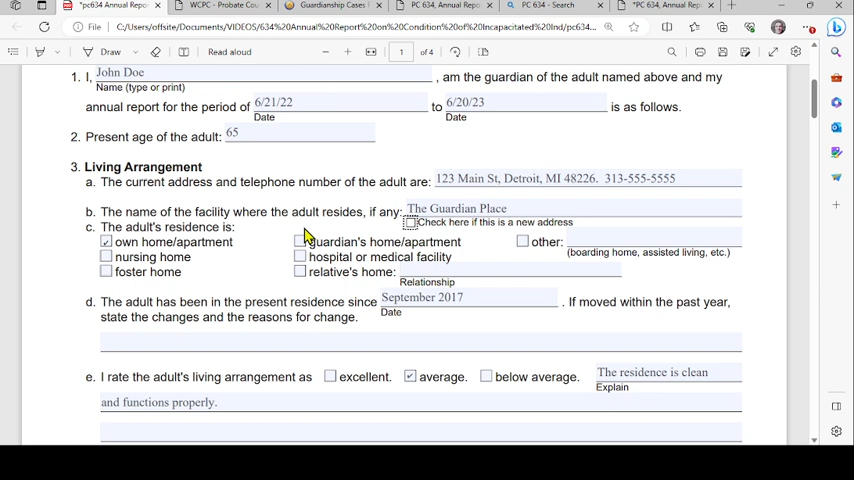 *pc634, Annual Repor
WCPC - Probate Cou
Guardianship Cases
PC 634, Annual Repor
PC 634 - Search
*PC 634, Annual Rep
C:/Users/offsite/Documents/VIDEOS/634%20Annual%20Report%20on%20Condition%20of%20Incapacitated%20Ind/pc63
Draw
Read aloud
1
of 4
1. I, John Doe, am the guardian of the adult named above and my
Name (type or print)
annual report for the period of 6/21/22 to 6/20/23 is as follows.
Date Date
2. Present age of the adult: 65
3. Living Arrangement
a. The current address and telephone number of the adult are: 123 Main St, Detroit, MI 48226. 313-555-5555
b. The name of the facility where the adult resides, if any: The Guardian Place
Check here if this is a new address
c. The adult's residence is:
own home/apartment guardian's home/apartment other:
(boarding home, assisted living, etc.)
nursing home hospital or medical facility
foster home relative's home:
Relationship
d. The adult has been in the present residence since September 2017. If moved within the past year,
Date
state the changes and the reasons for change.
e. I rate the adult's living arrangement as excellent. average. below average. The residence is clean
Explain
and functions properly.